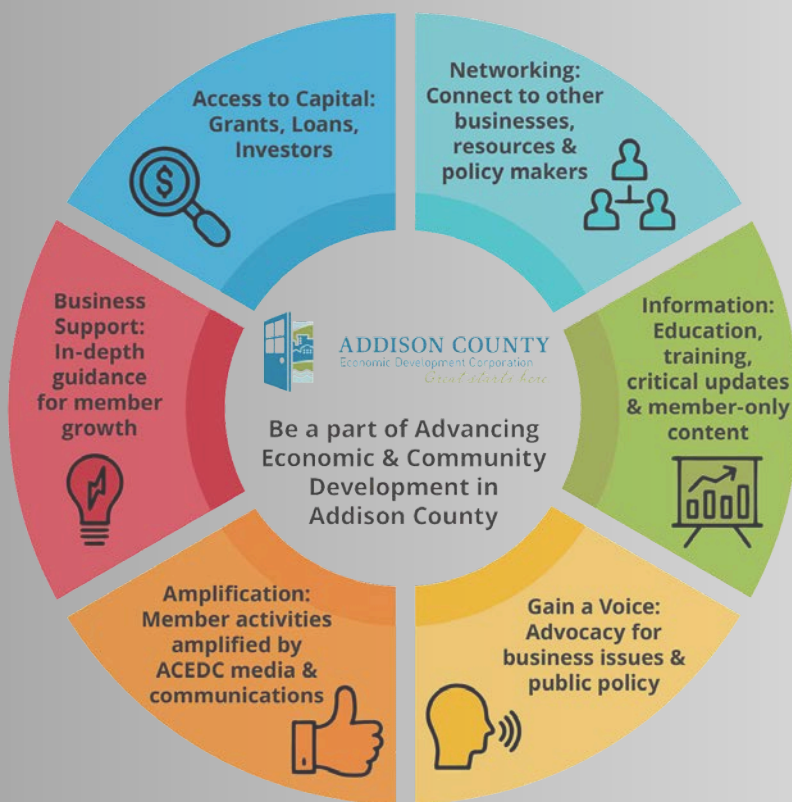 Access to Capital:
Grants, Loans,
Investors
$
Networking:
Connect to other
businesses,
resources &
policy makers
Business
Support:
In-depth
guidance
for member
growth
ADDISON COUNTY
Economic Development Corporation
Great starts here
Be a part of Advancing
Economic & Community
Development in
Addison County
Information:
Education,
training,
critical updates
& member-only
content
Amplification:
Member activities
amplified by
ACEDC media &
communications
Gain a Voice:
Advocacy for
business issues &
public policy